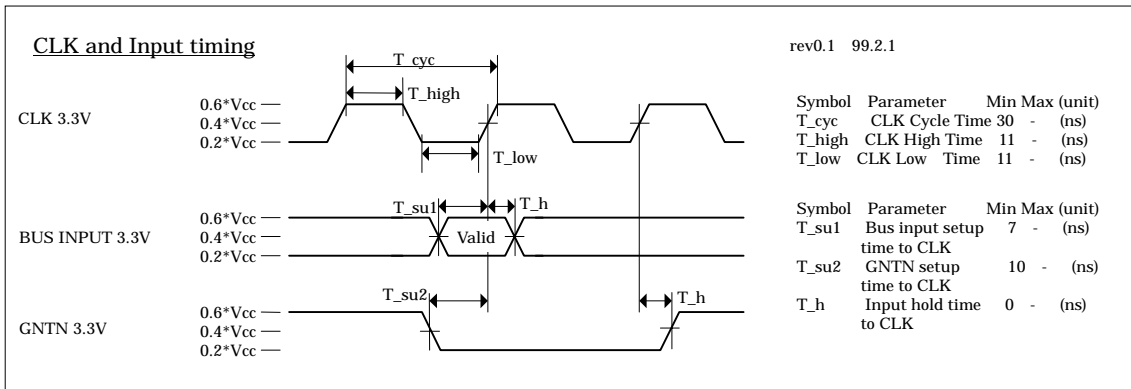 CLK and Input timing
rev0.1 99.2.1
T_cyc
T_high
0.6*Vcc
CLK 3.3V
0.4*Vcc
0.2*Vcc
T_low
Symbol Parameter Min Max (unit)
T_cyc CLK Cycle Time 30 - (ns)
T_high CLK High Time 11 - (ns)
T_low CLK Low Time 11 - (ns)
T_su1
T_h
0.6*Vcc
BUS INPUT 3.3V
0.4*Vcc
Valid
0.2*Vcc
Symbol Parameter Min Max (unit)
T_su1 Bus input setup 7 - (ns)
time to CLK
T_su2 GNTN setup 10 - (ns)
time to CLK
T_h Input hold time 0 - (ns)
to CLK
T_su2
T_h
0.6*Vcc
GNTN 3.3V
0.4*Vcc
0.2*Vcc